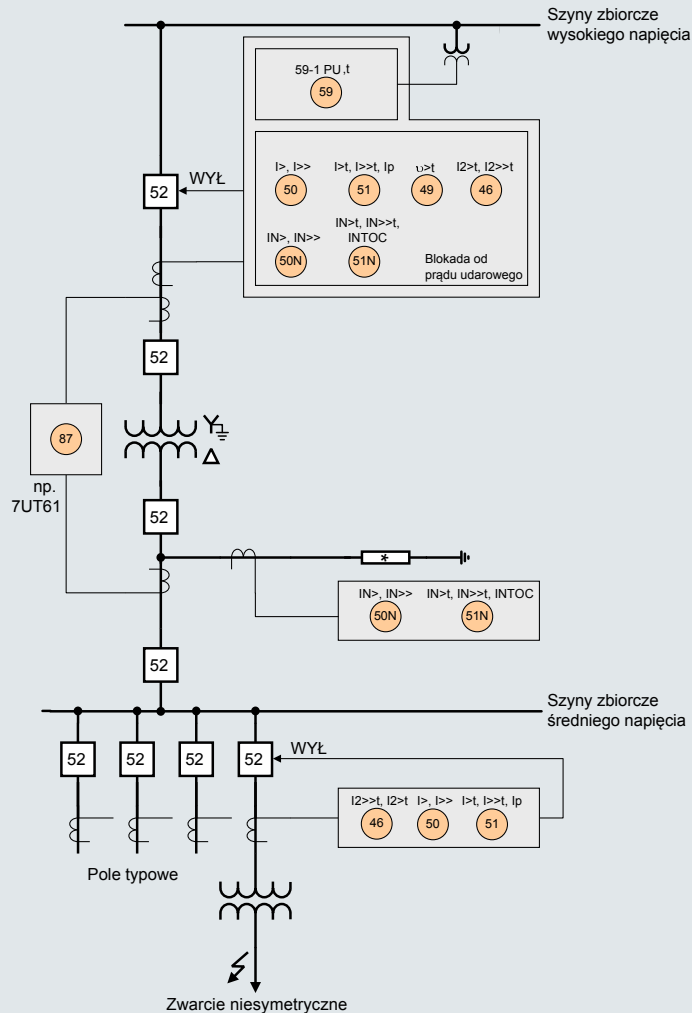 Szyny zbiorcze
wysokiego napięcia
59-1 PU,t
59
I>, I>>
I>t, I>>t, Ip
υ>t
I2>t, I2>>t
WYŁ
52
50
51
49
46
IN>, IN>>
IN>t, IN>>t,
INTOC
50N
51N
Blokada od
prądu udarowego
52
87
np.
7UT61
52
*
IN>, IN>>
IN>t, IN>>t, INTOC
50N
51N
52
Szyny zbiorcze
średniego napięcia
52
52
52
52
WYŁ
I2>>t, I2>t
I>, I>>
I>t, I>>t, Ip
46
50
51
Pole typowe
Zwarcie niesymetryczne